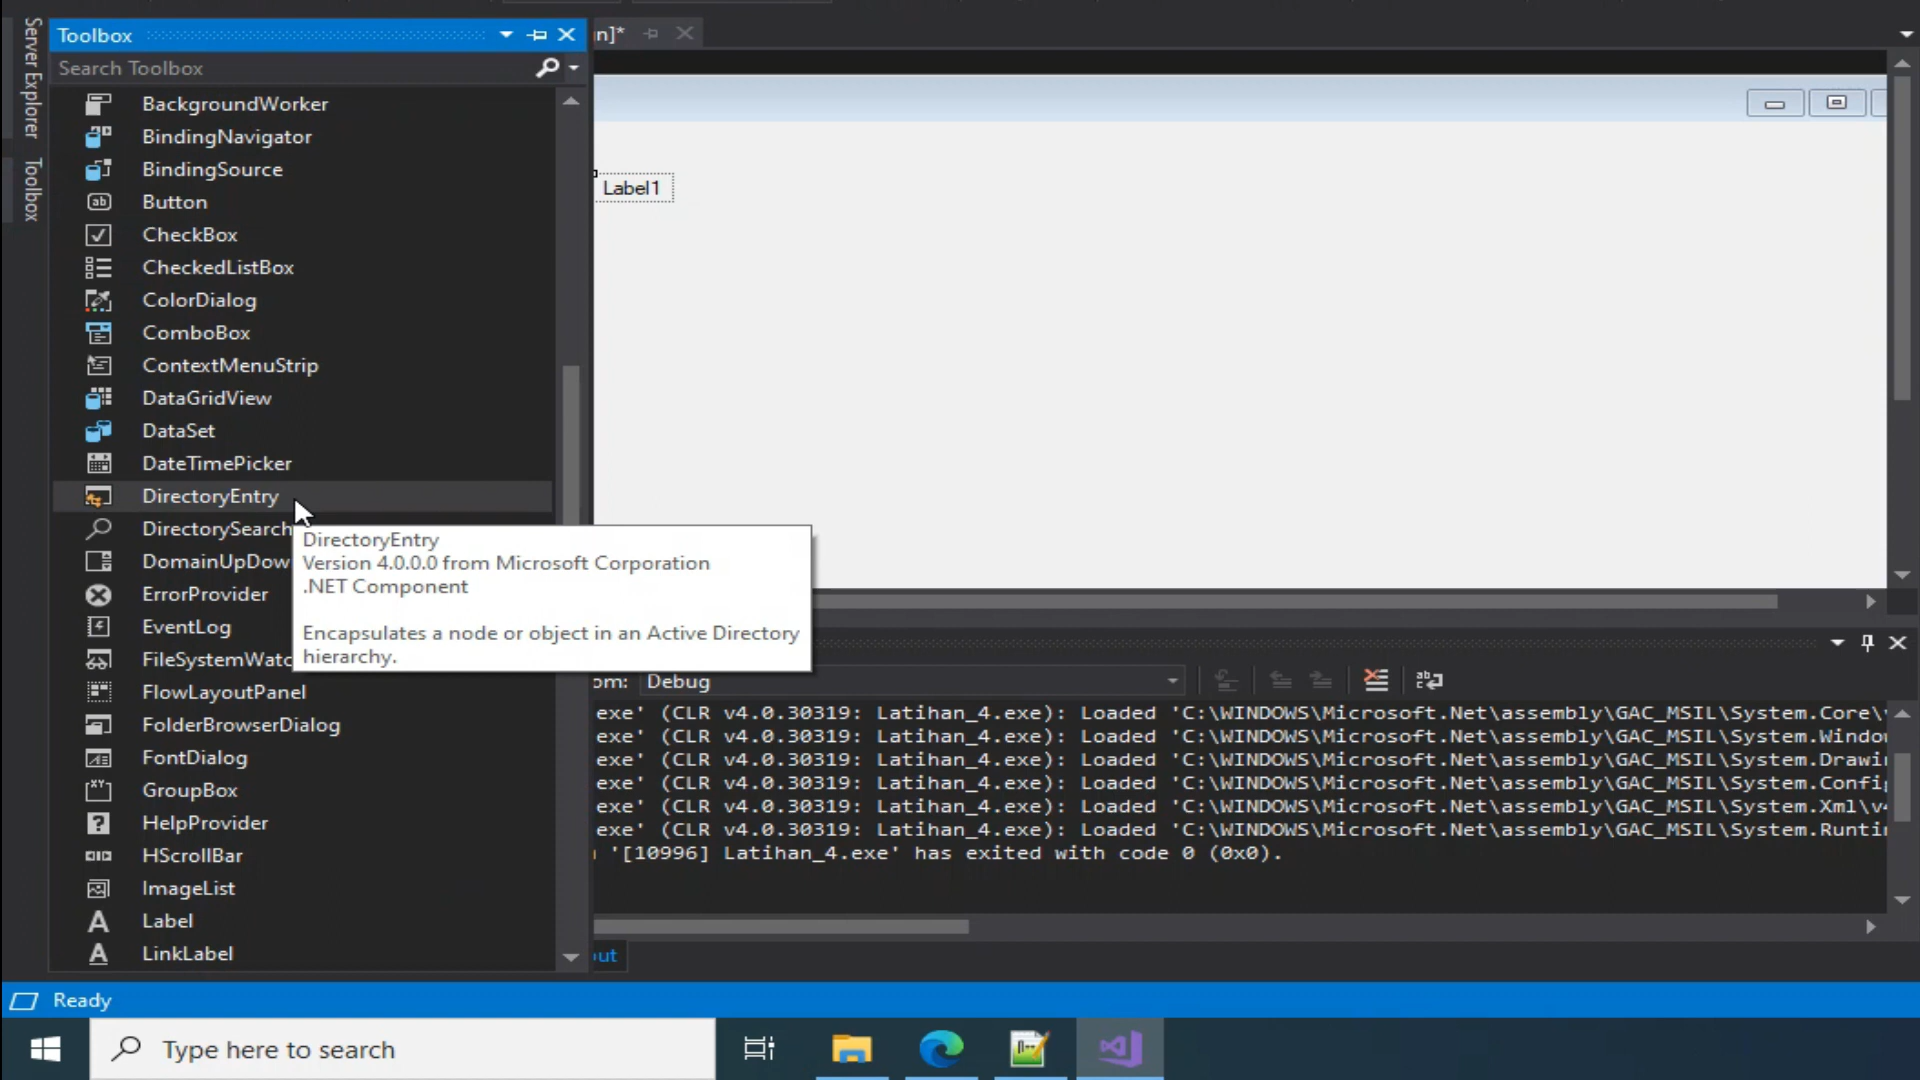 Server Explorer
Toolbox
Toolbox
Search Toolbox
BackgroundWorker
BindingNavigator
BindingSource
Button
CheckBox
CheckedListBox
ColorDialog
ComboBox
ContextMenuStrip
DataGridView
DataSet
DateTimePicker
DirectoryEntry
DirectorySearch
DomainUpDow
ErrorProvider
EventLog
FileSystemWatc
FlowLayoutPanel
FolderBrowserDialog
FontDialog
GroupBox
HelpProvider
HScrollBar
ImageList
Label
LinkLabel
DirectoryEntry
Version 4.0.0.0 from Microsoft Corporation
.NET Component
Encapsulates a node or object in an Active Directory
hierarchy.
n]*
Label1
om: Debug
exe' (CLR v4.0.30319: Latihan_4.exe): Loaded 'C:\WINDOWS\Microsoft.Net\assembly\GAC_MSIL\System.Core\
exe' (CLR v4.0.30319: Latihan_4.exe): Loaded 'C:\WINDOWS\Microsoft.Net\assembly\GAC_MSIL\System.Window
exe' (CLR v4.0.30319: Latihan_4.exe): Loaded 'C:\WINDOWS\Microsoft.Net\assembly\GAC_MSIL\System.Drawi
exe' (CLR v4.0.30319: Latihan_4.exe): Loaded 'C:\WINDOWS\Microsoft.Net\assembly\GAC_MSIL\System.Config
exe' (CLR v4.0.30319: Latihan_4.exe): Loaded 'C:\WINDOWS\Microsoft.Net\assembly\GAC_MSIL\System.Xml\v4
exe' (CLR v4.0.30319: Latihan_4.exe): Loaded 'C:\WINDOWS\Microsoft.Net\assembly\GAC_MSIL\System.Runti
'[10996] Latihan_4.exe' has exited with code 0 (0x0).
ut
Ready
Type here to search